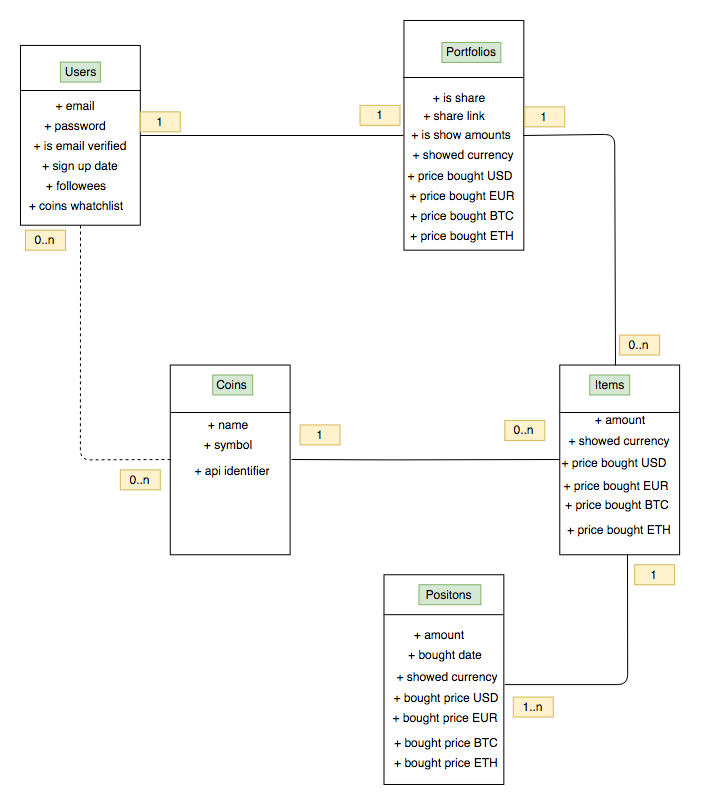 Users
+ email
+ password
+ is email verified
+ sign up date
+ followees
+ coins whatchlist
1
0..n
1
Portfolios
+ is share
+ share link
+ is show amounts
+ showed currency
+ price bought USD
+ price bought EUR
+ price bought BTC
+ price bought ETH
1
0..n
Coins
+ name
+ symbol
+ api identifier
0..n
1
0..n
Items
+ amount
+ showed currency
+ price bought USD
+ price bought EUR
+ price bought BTC
+ price bought ETH
1
Positons
+ amount
+ bought date
+ showed currency
+ bought price USD
+ bought price EUR
+ bought price BTC
+ bought price ETH
1..n